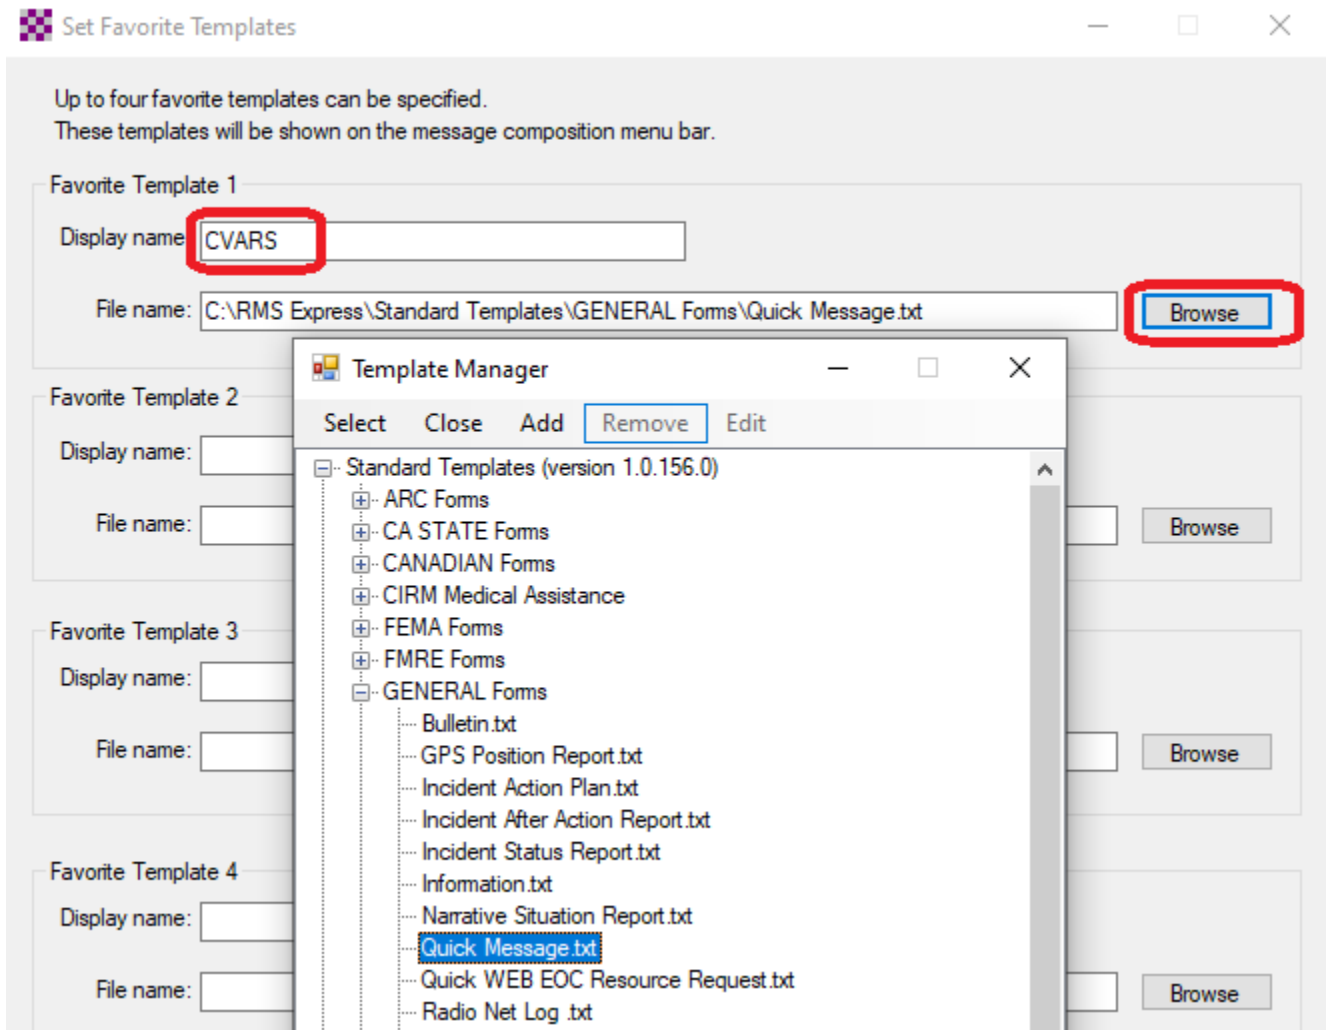 Set Favorite Templates
Up to four favorite templates can be specified.
These templates will be shown on the message composition menu bar.
Favorite Template 1
Display name: CVARS
File name: C:\RMS Express\Standard Templates\GENERAL Forms\Quick Message.txt Browse
Template Manager
Select Close Add Remove Edit
Standard Templates (version 1.0.156.0)
ARC Forms
CA STATE Forms
CANADIAN Forms
CIRM Medical Assistance
FEMA Forms
FMRE Forms
GENERAL Forms
Bulletin.txt
GPS Position Report.txt
Incident Action Plan.txt
Incident After Action Report.txt
Incident Status Report.txt
Information.txt
Narrative Situation Report.txt
Quick Message.txt
Quick WEB EOC Resource Request.txt
Radio Net Log .txt
Favorite Template 2
Display name:
File name: Browse
Favorite Template 3
Display name:
File name: Browse
Favorite Template 4
Display name:
File name: Browse